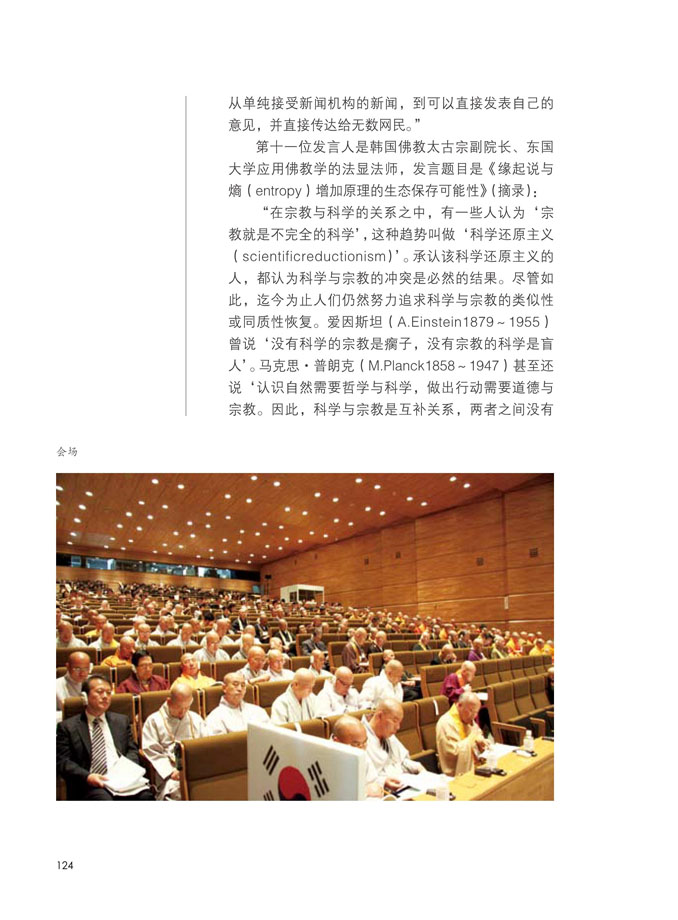 从单纯接受新闻机构的新闻，到可以直接发表自己的
意见，并直接传达给无数网民。”
第十一位发言人是韩国佛教太古宗副院长、东国
大学应用佛教学的法显法师，发言题目是《缘起说与
熵（entropy）增加原理的生态保存可能性》（摘录）：
“在宗教与科学的关系之中，有一些人认为‘宗
教就是不完全的科学’，这种趋势叫做‘科学还原主义
（scientificreductionism）’。承认该科学还原主义的
人，都认为科学与宗教的冲突是必然的结果。尽管如
此，迄今为止人们仍然努力追求科学与宗教的类似性
或同质性恢复。爱因斯坦（A.Einstein1879～1955）
曾说‘没有科学的宗教是瘸子，没有宗教的科学是盲
人’。马克思·普朗克（M.Planck1858～1947）甚至还
说‘认识自然需要哲学与科学，做出行动需要道德与
宗教。因此，科学与宗教是互补关系，两者之间没有
会场
124